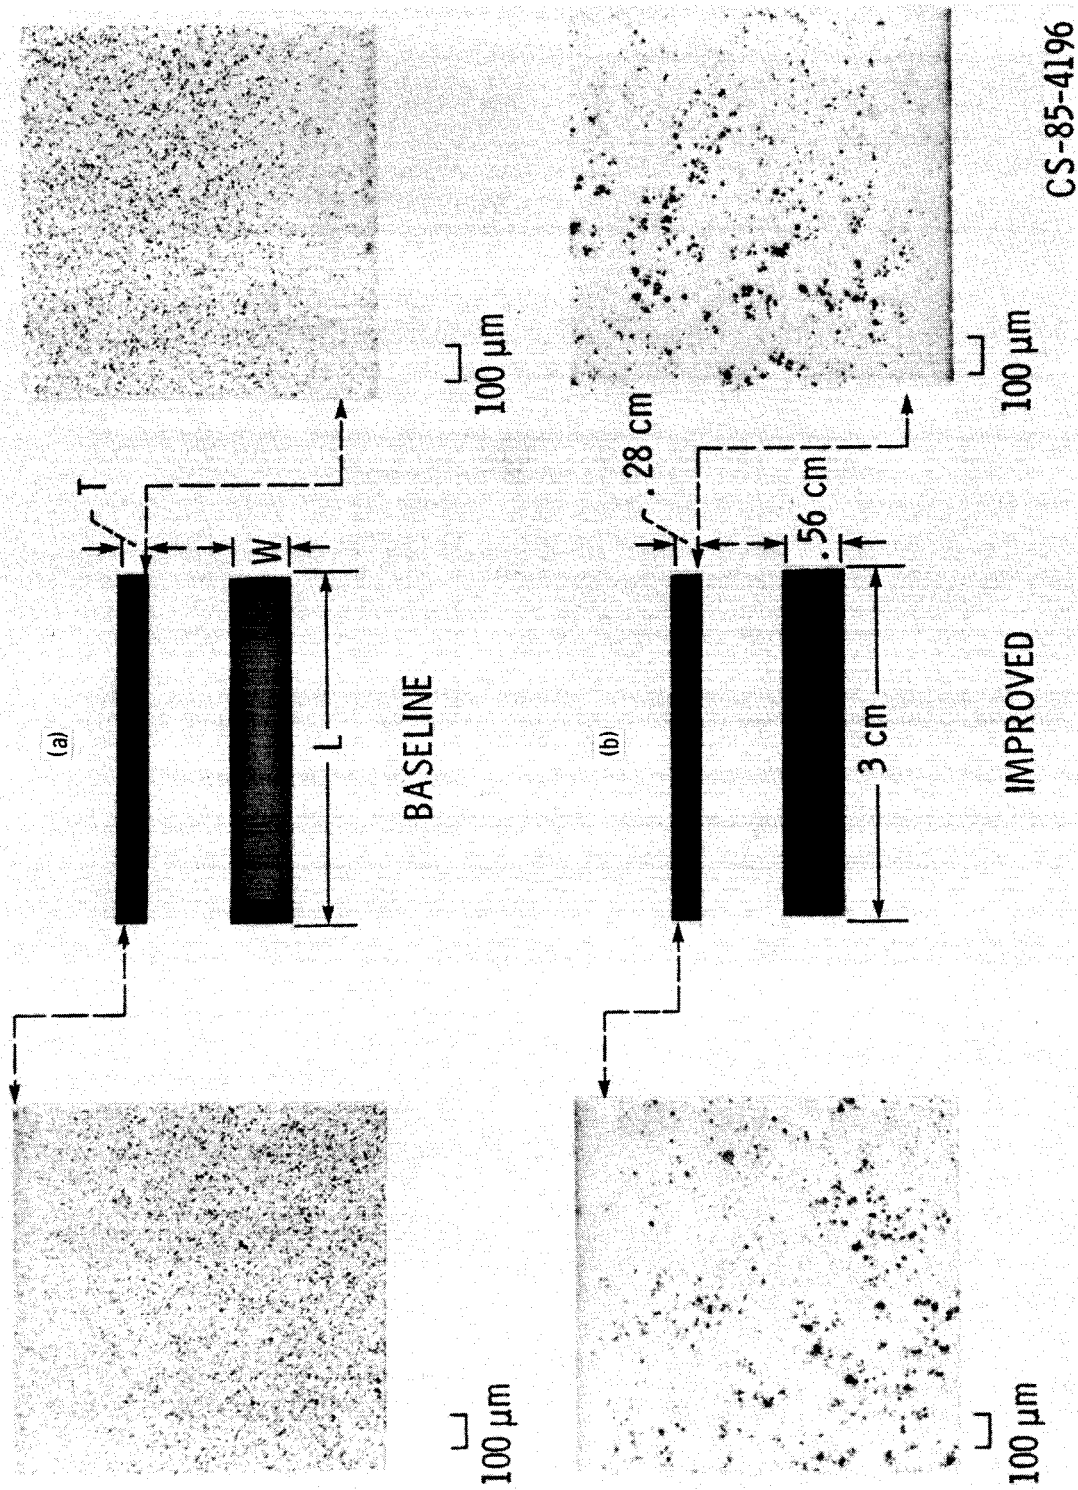 (a)
T
W
L
BASELINE
100 µm
100 µm
(b)
.28 cm
.56 cm
3 cm
IMPROVED
100 µm
100 µm
CS-85-4196